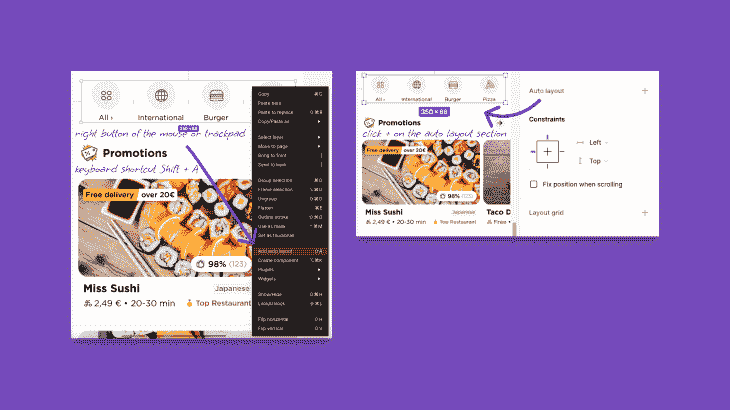 All ›
International
Burger
right button of the mouse or trackpad
Promotions
keyboard shortcut Shift + A
Free delivery over 20€
98% (123)
Miss Sushi
Japanese
2,49 € • 20-30 min
Top Restaurant
Copy
Paste here
Paste to replace
Copy/Paste as
Select layer
Move to page
Bring to front
Send to back
Group selection
Frame selection
Ungroup
Flatten
Outline stroke
Use as mask
Set as thumbnail
Add auto layout
Create component
Plugins
Widgets
Show/Hide
Lock/Unlock
Flip horizontal
Flip vertical
All ›
International
Burger
Pizza
350 × 68
Promotions
click + on the auto layout section
Free delivery over 20€
98% (123)
Miss Sushi
Japanese
Taco D
2,49 € • 20-30 min
Top Restaurant
Free
Auto layout
Constraints
Left
Top
Fix position when scrolling
Layout grid